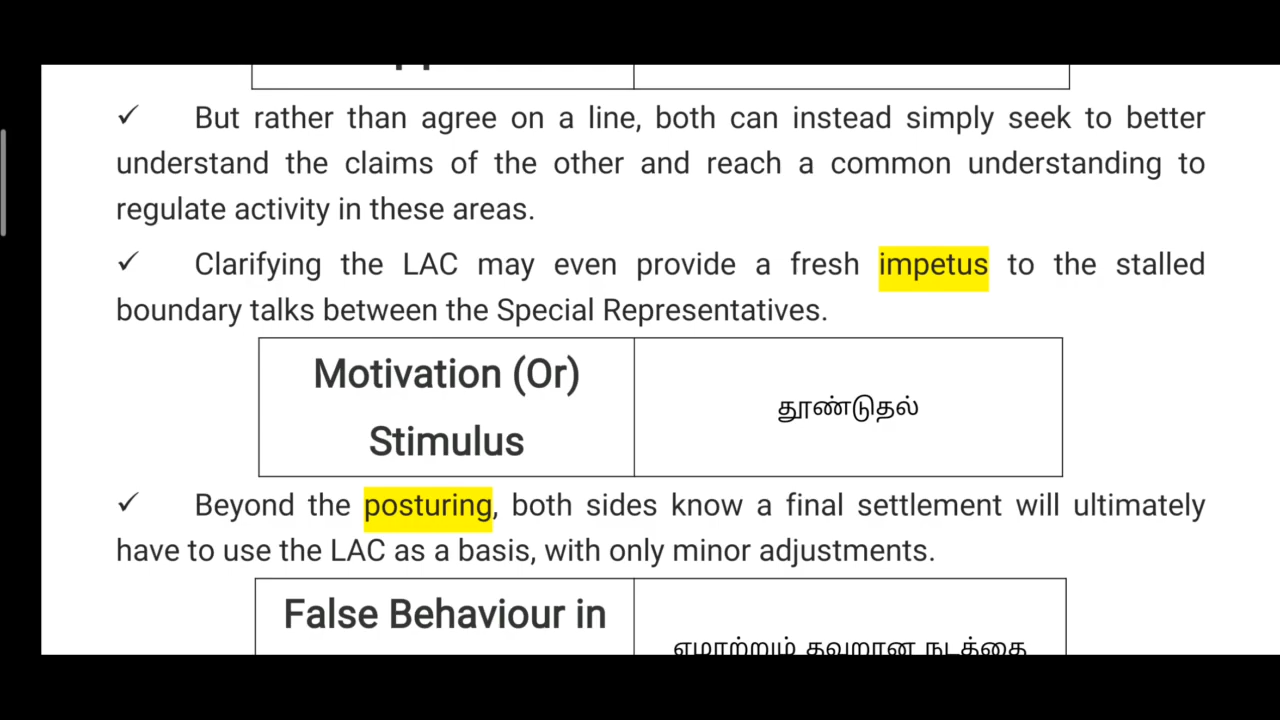 ✓ But rather than agree on a line, both can instead simply seek to better
understand the claims of the other and reach a common understanding to
regulate activity in these areas.
✓ Clarifying the LAC may even provide a fresh impetus to the stalled
boundary talks between the Special Representatives.
Motivation (Or)
Stimulus
தூண்டுதல்
✓ Beyond the posturing, both sides know a final settlement will ultimately
have to use the LAC as a basis, with only minor adjustments.
False Behaviour in
ஏமாற்றும் தவறான நடத்தை